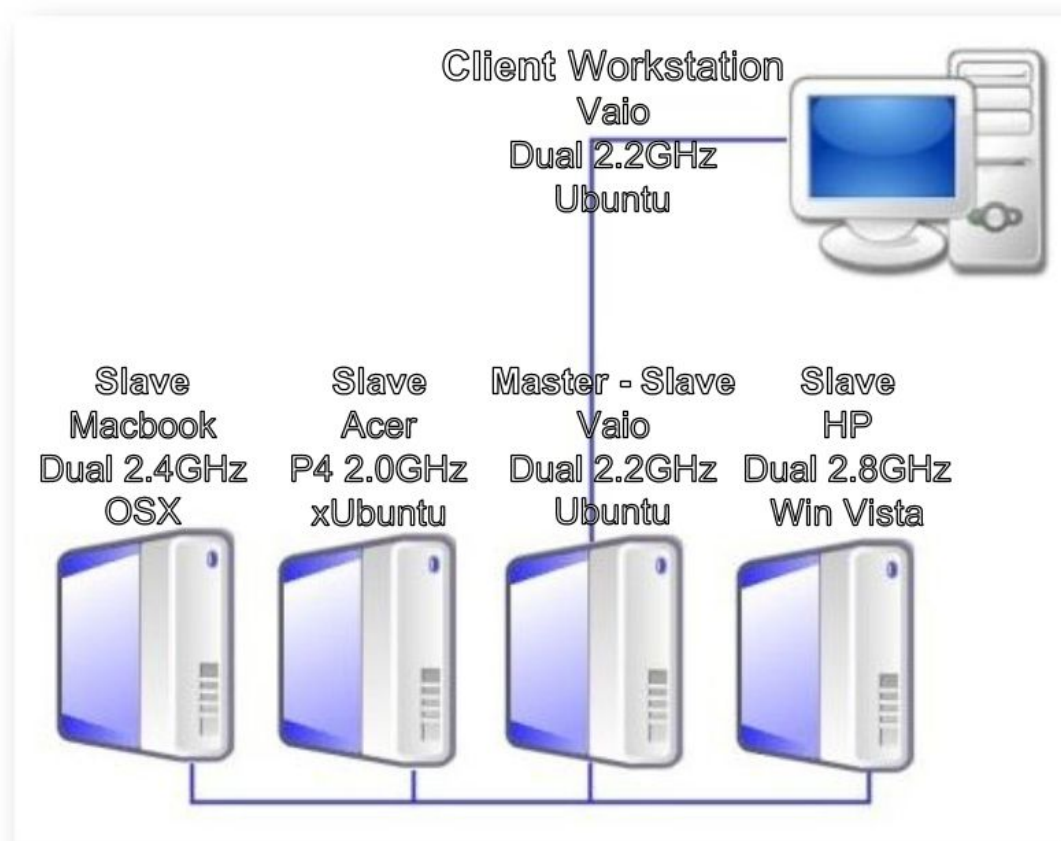 Client Workstation
Vaio
Dual 2.2GHz
Ubuntu
Slave
Macbook
Dual 2.4GHz
OSX
Slave
Acer
P4 2.0GHz
xUbuntu
Master - Slave
Vaio
Dual 2.2GHz
Ubuntu
Slave
HP
Dual 2.8GHz
Win Vista